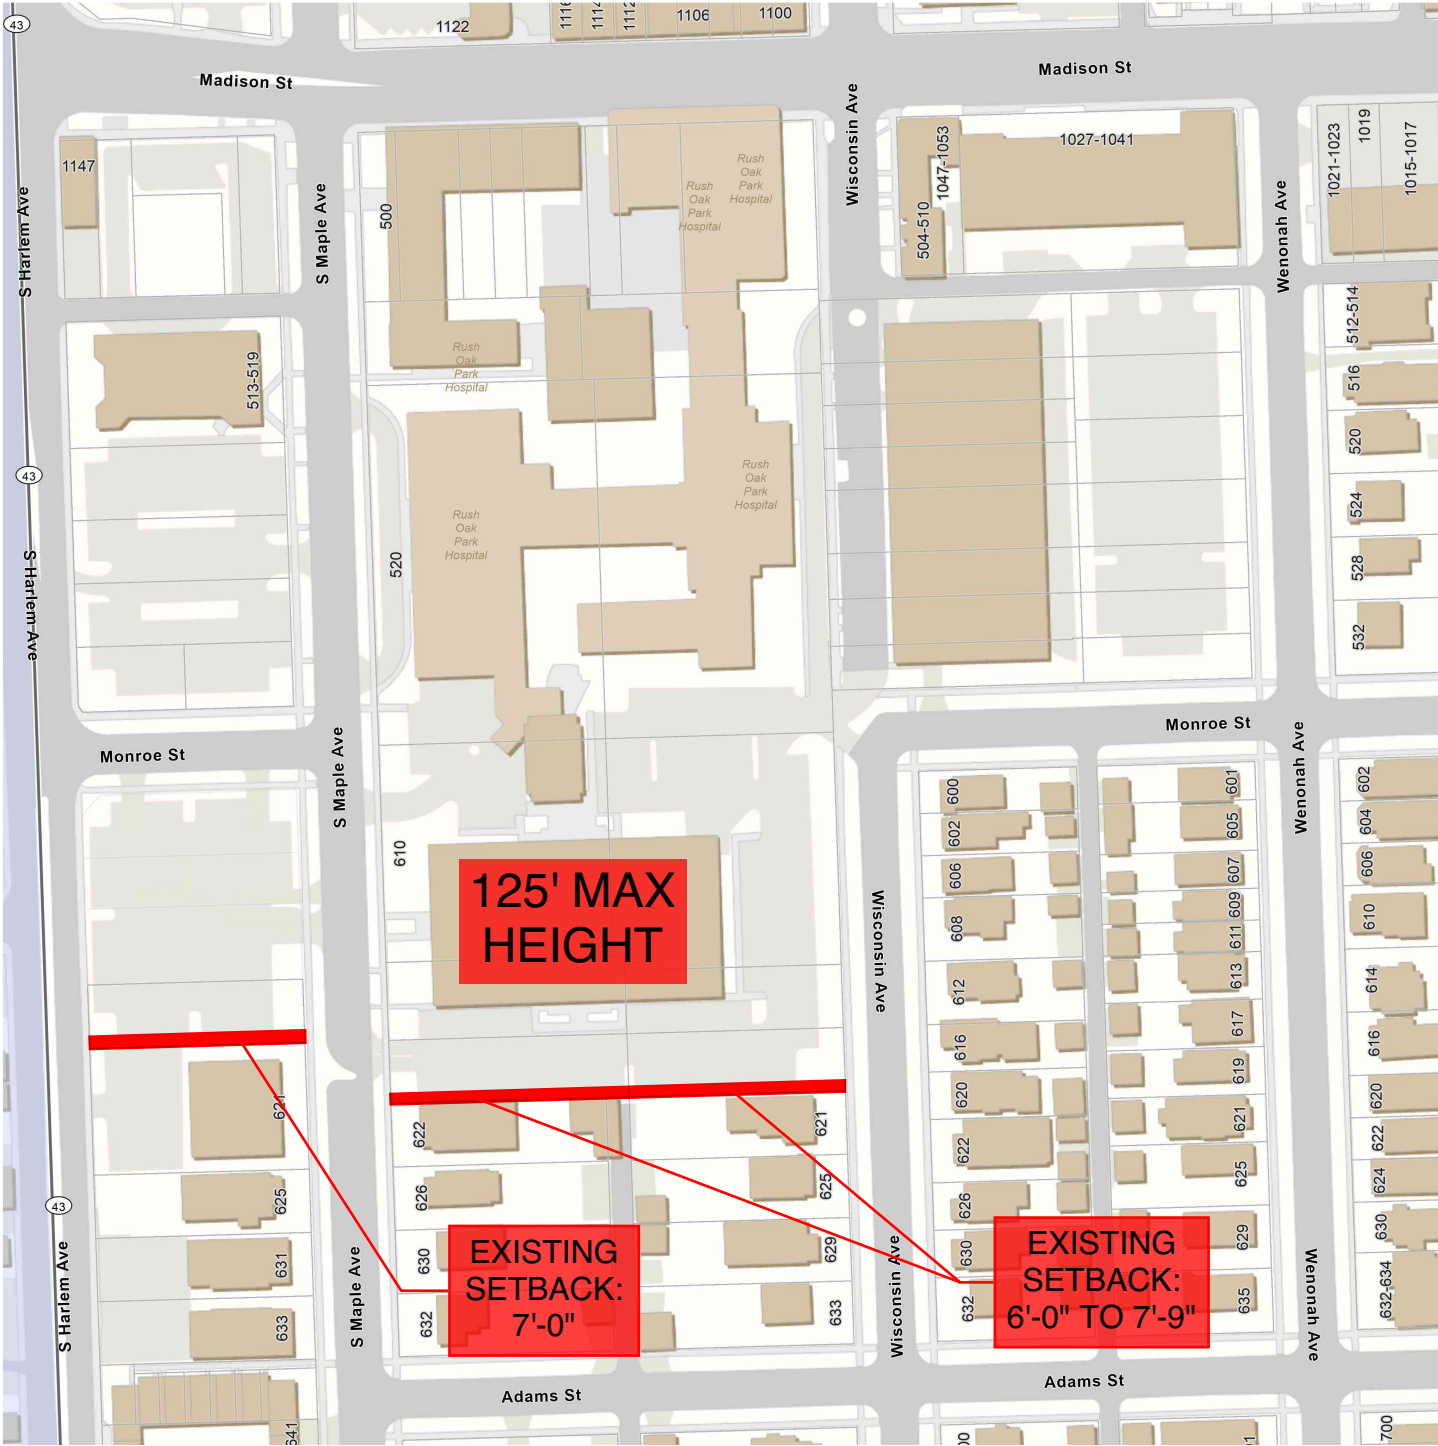 43
1122
1114
1112
1106
1100
Madison St
Madison St
1147
500
Rush
Oak
Park
Hospital
Rush
Oak
Park
Hospital
Wisconsin Ave
1047-1053
504-510
1027-1041
1021-1023
1019
1015-1017
S Harlem Ave
S Maple Ave
Wenonah Ave
513-519
Rush
Oak
Park
Hospital
512-514
516
520
524
528
532
43
S Harlem Ave
520
Rush
Oak
Park
Hospital
Rush
Oak
Park
Hospital
Monroe St
Monroe St
S Maple Ave
Wenonah Ave
610
125' MAX
HEIGHT
Wisconsin Ave
600
602
606
608
612
616
620
622
626
630
632
601
605
607
609
611
613
617
619
621
625
629
635
602
604
606
610
614
616
620
622
624
630
632-634
621
625
631
633
622
626
630
632
621
625
629
633
43
S Harlem Ave
S Maple Ave
EXISTING
SETBACK:
7'-0"
Wisconsin Ave
EXISTING
SETBACK:
6'-0" TO 7'-9"
Wenonah Ave
Adams St
Adams St
641
700